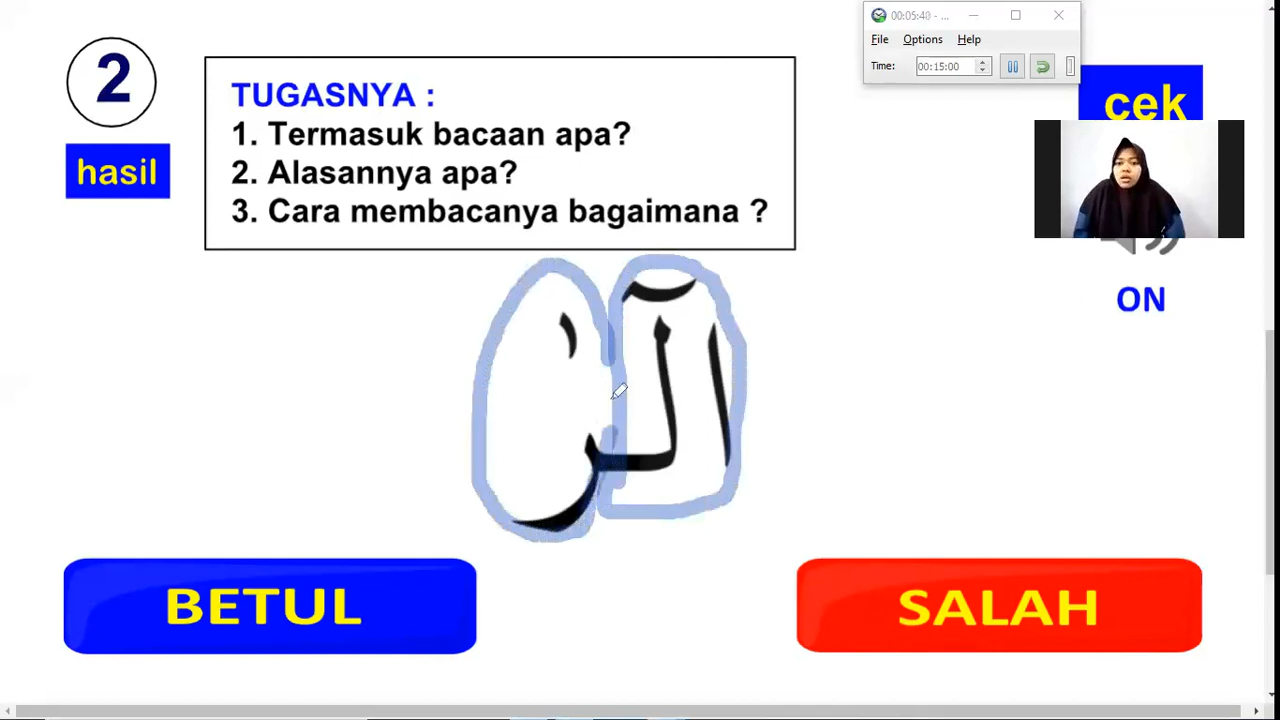 00:05:40 - ...
File Options Help
Time: 00:15:00
2
hasil
TUGASNYA :
1. Termasuk bacaan apa?
2. Alasannya apa?
3. Cara membacanya bagaimana ?
cek
ON
الٓرٰ
BETUL
SALAH